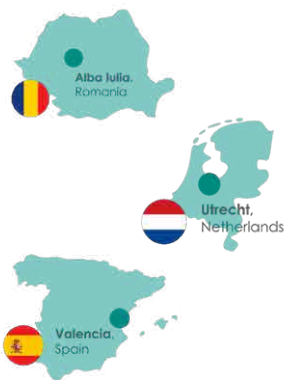 Alba Iulia.
Romania
Utrecht,
Netherlands
Valencia.
Spain